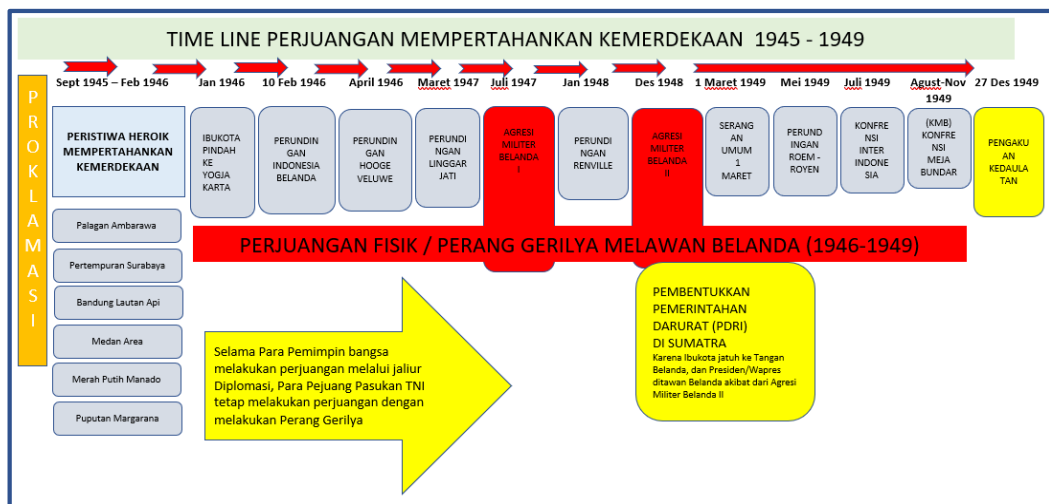 TIME LINE PERJUANGAN MEMPERTAHANKAN KEMERDEKAAN 1945 - 1949
P
R
O
K
L
A
M
A
S
I
Sept 1945 – Feb 1946
Jan 1946
10 Feb 1946
April 1946
Maret 1947
Juli 1947
Jan 1948
Des 1948
1 Maret 1949
Mei 1949
Juli 1949
Agust-Nov
1949
27 Des 1949
PERISTIWA HEROIK
MEMPERTAHANKAN
KEMERDEKAAN
IBUKOTA
PINDAH
KE
YOGJA
KARTA
PERUNDIN
GAN
INDONESIA
BELANDA
PERUNDIN
GAN
HOOGE
VELUWE
PERUND
INGAN
LINGGAR
JATI
AGRESI
MILITER
BELANDA
I
PERUNDI
NGAN
RENVILLE
AGRESI
MILITER
BELANDA
II
SERANG
AN
UMUM
1
MARET
PERUND
INGAN
ROEM -
ROYEN
KONFRE
NSI
INTER
INDONE
SIA
(KMB)
KONFRE
NSI
MEJA
BUNDAR
PENGAKU
AN
KEDAULA
TAN
Palagan Ambarawa
Pertempuran Surabaya
Bandung Lautan Api
Medan Area
Merah Putih Manado
Puputan Margarana
PERJUANGAN FISIK / PERANG GERILYA MELAWAN BELANDA (1946-1949)
Selama Para Pemimpin bangsa
melakukan perjuangan melalui jaliur
Diplomasi, Para Pejuang Pasukan TNI
tetap melakukan perjuangan dengan
melakukan Perang Gerilya
PEMBENTUKKAN
PEMERINTAHAN
DARURAT (PDRI)
DI SUMATRA
Karena Ibukota jatuh ke Tangan
Belanda, dan Presiden/Wapres
ditawan Belanda akibat dari Agresi
Militer Belanda II